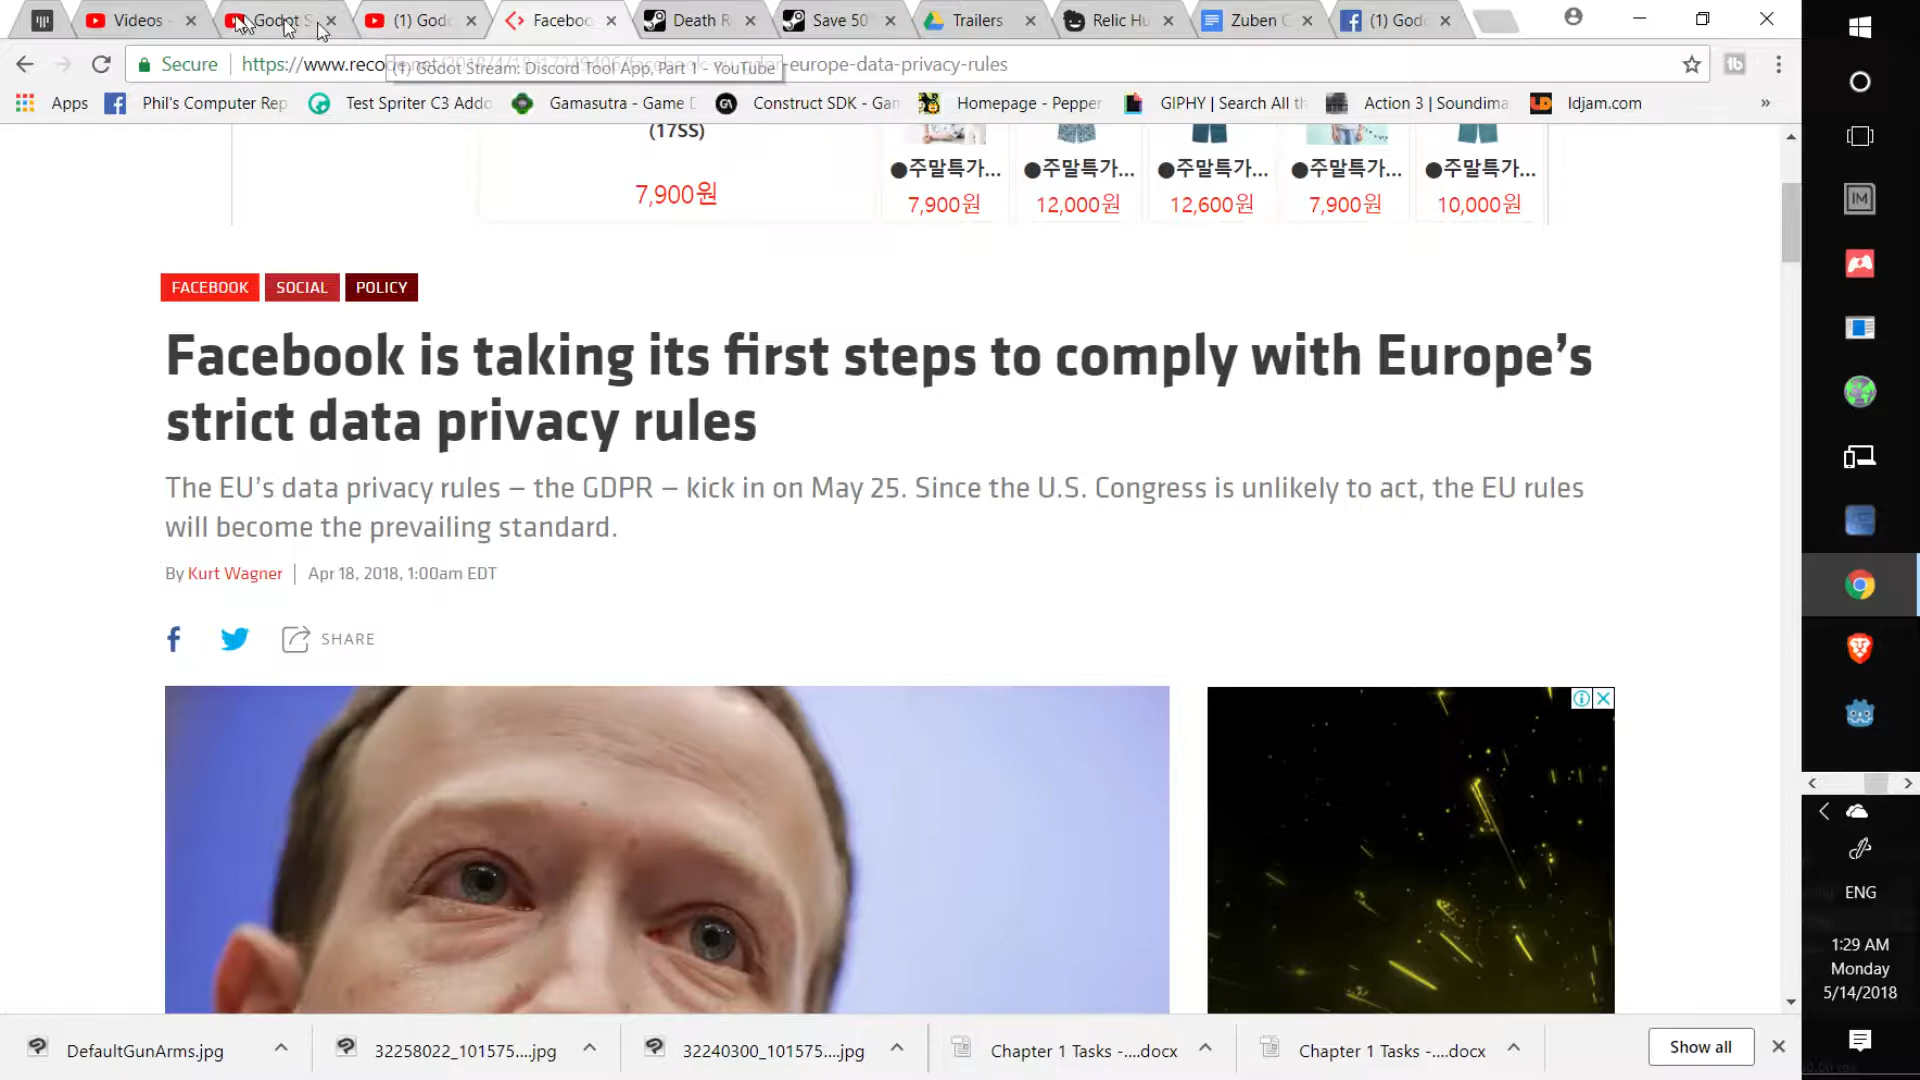 Videos -
Godot S
(1) Godo
Faceboo
Death R
Save 50
Trailers
Relic Hu
Zuben C
(1) God
Secure
https://www.reco
europe-data-privacy-rules
(1) Godot Stream: Discord Tool App, Part 1 - YouTube
Apps
Phil's Computer Rep
Test Spriter C3 Addo
Gamasutra - Game D
Construct SDK - Gan
Homepage - Pepper
GIPHY | Search All th
Action 3 | Soundima
ldjam.com
»
(17SS)
7,900원
●주말특가...
●주말특가...
●주말특가...
●주말특가...
●주말특가...
7,900원
12,000원
12,600원
7,900원
10,000원
FACEBOOK
SOCIAL
POLICY
Facebook is taking its first steps to comply with Europe's
strict data privacy rules
The EU's data privacy rules — the GDPR — kick in on May 25. Since the U.S. Congress is unlikely to act, the EU rules
will become the prevailing standard.
By Kurt Wagner | Apr 18, 2018, 1:00am EDT
SHARE
ENG
1:29 AM
Monday
5/14/2018
DefaultGunArms.jpg
32258022_101575....jpg
32240300_101575....jpg
Chapter 1 Tasks -....docx
Chapter 1 Tasks -....docx
Show all